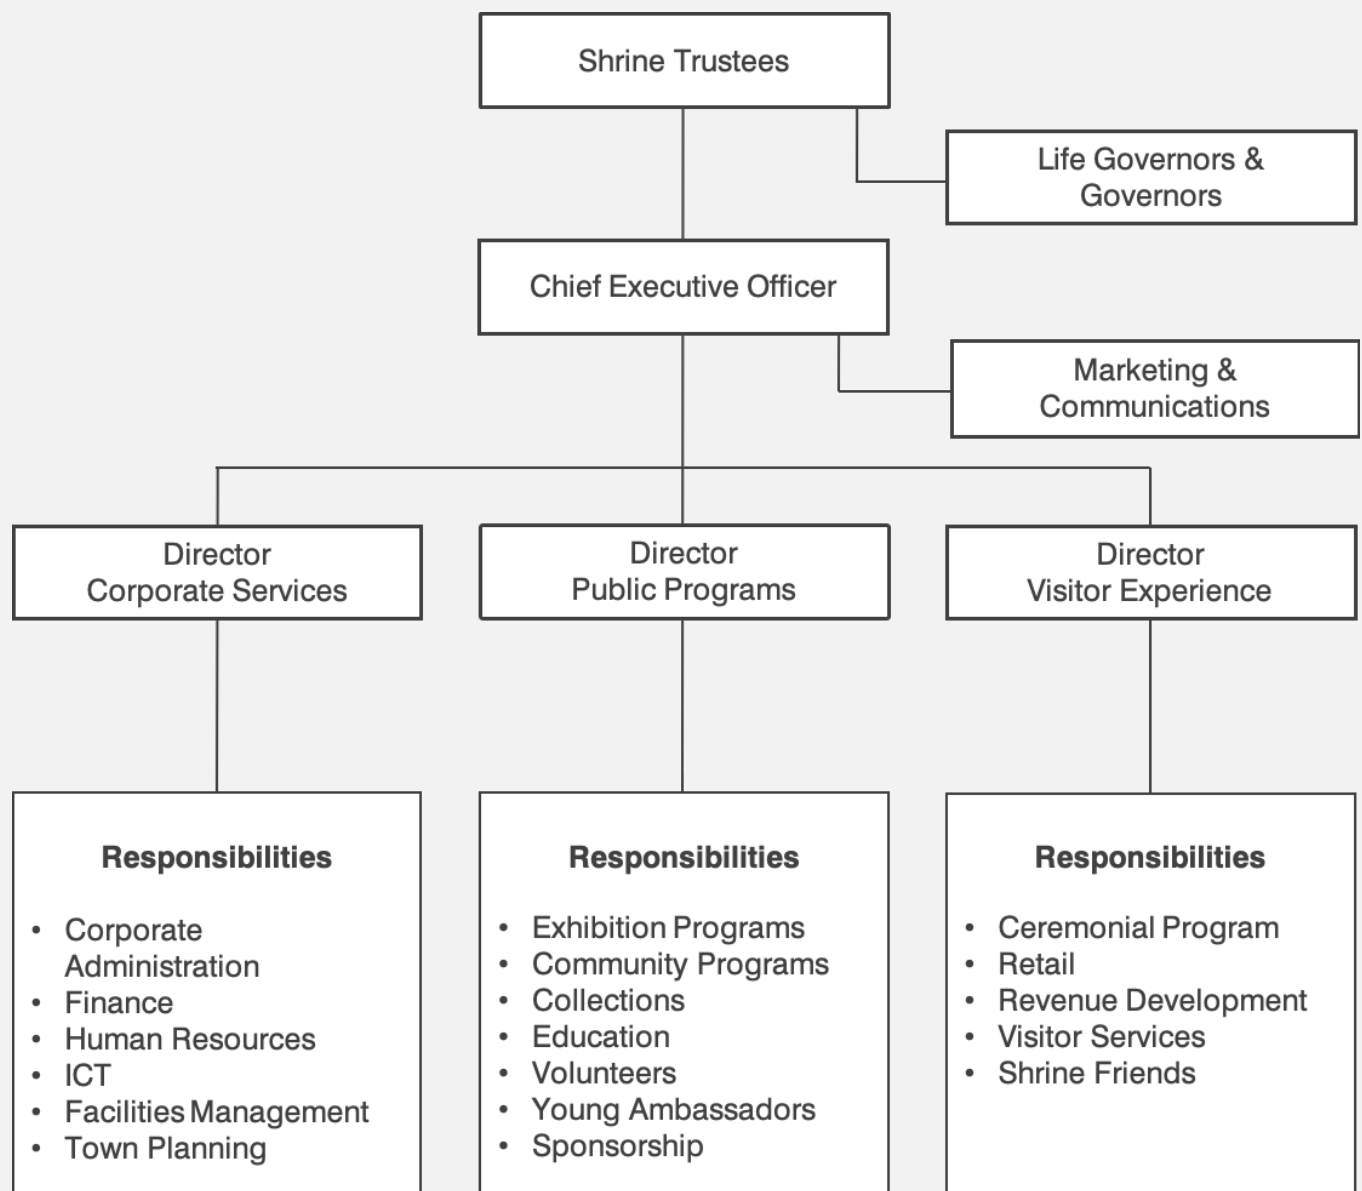 Shrine Trustees
Life Governors &
Governors
Chief Executive Officer
Marketing &
Communications
Director
Corporate Services
Director
Public Programs
Director
Visitor Experience
Responsibilities
• Corporate
Administration
• Finance
• Human Resources
• ICT
• Facilities Management
• Town Planning
Responsibilities
• Exhibition Programs
• Community Programs
• Collections
• Education
• Volunteers
• Young Ambassadors
• Sponsorship
Responsibilities
• Ceremonial Program
• Retail
• Revenue Development
• Visitor Services
• Shrine Friends